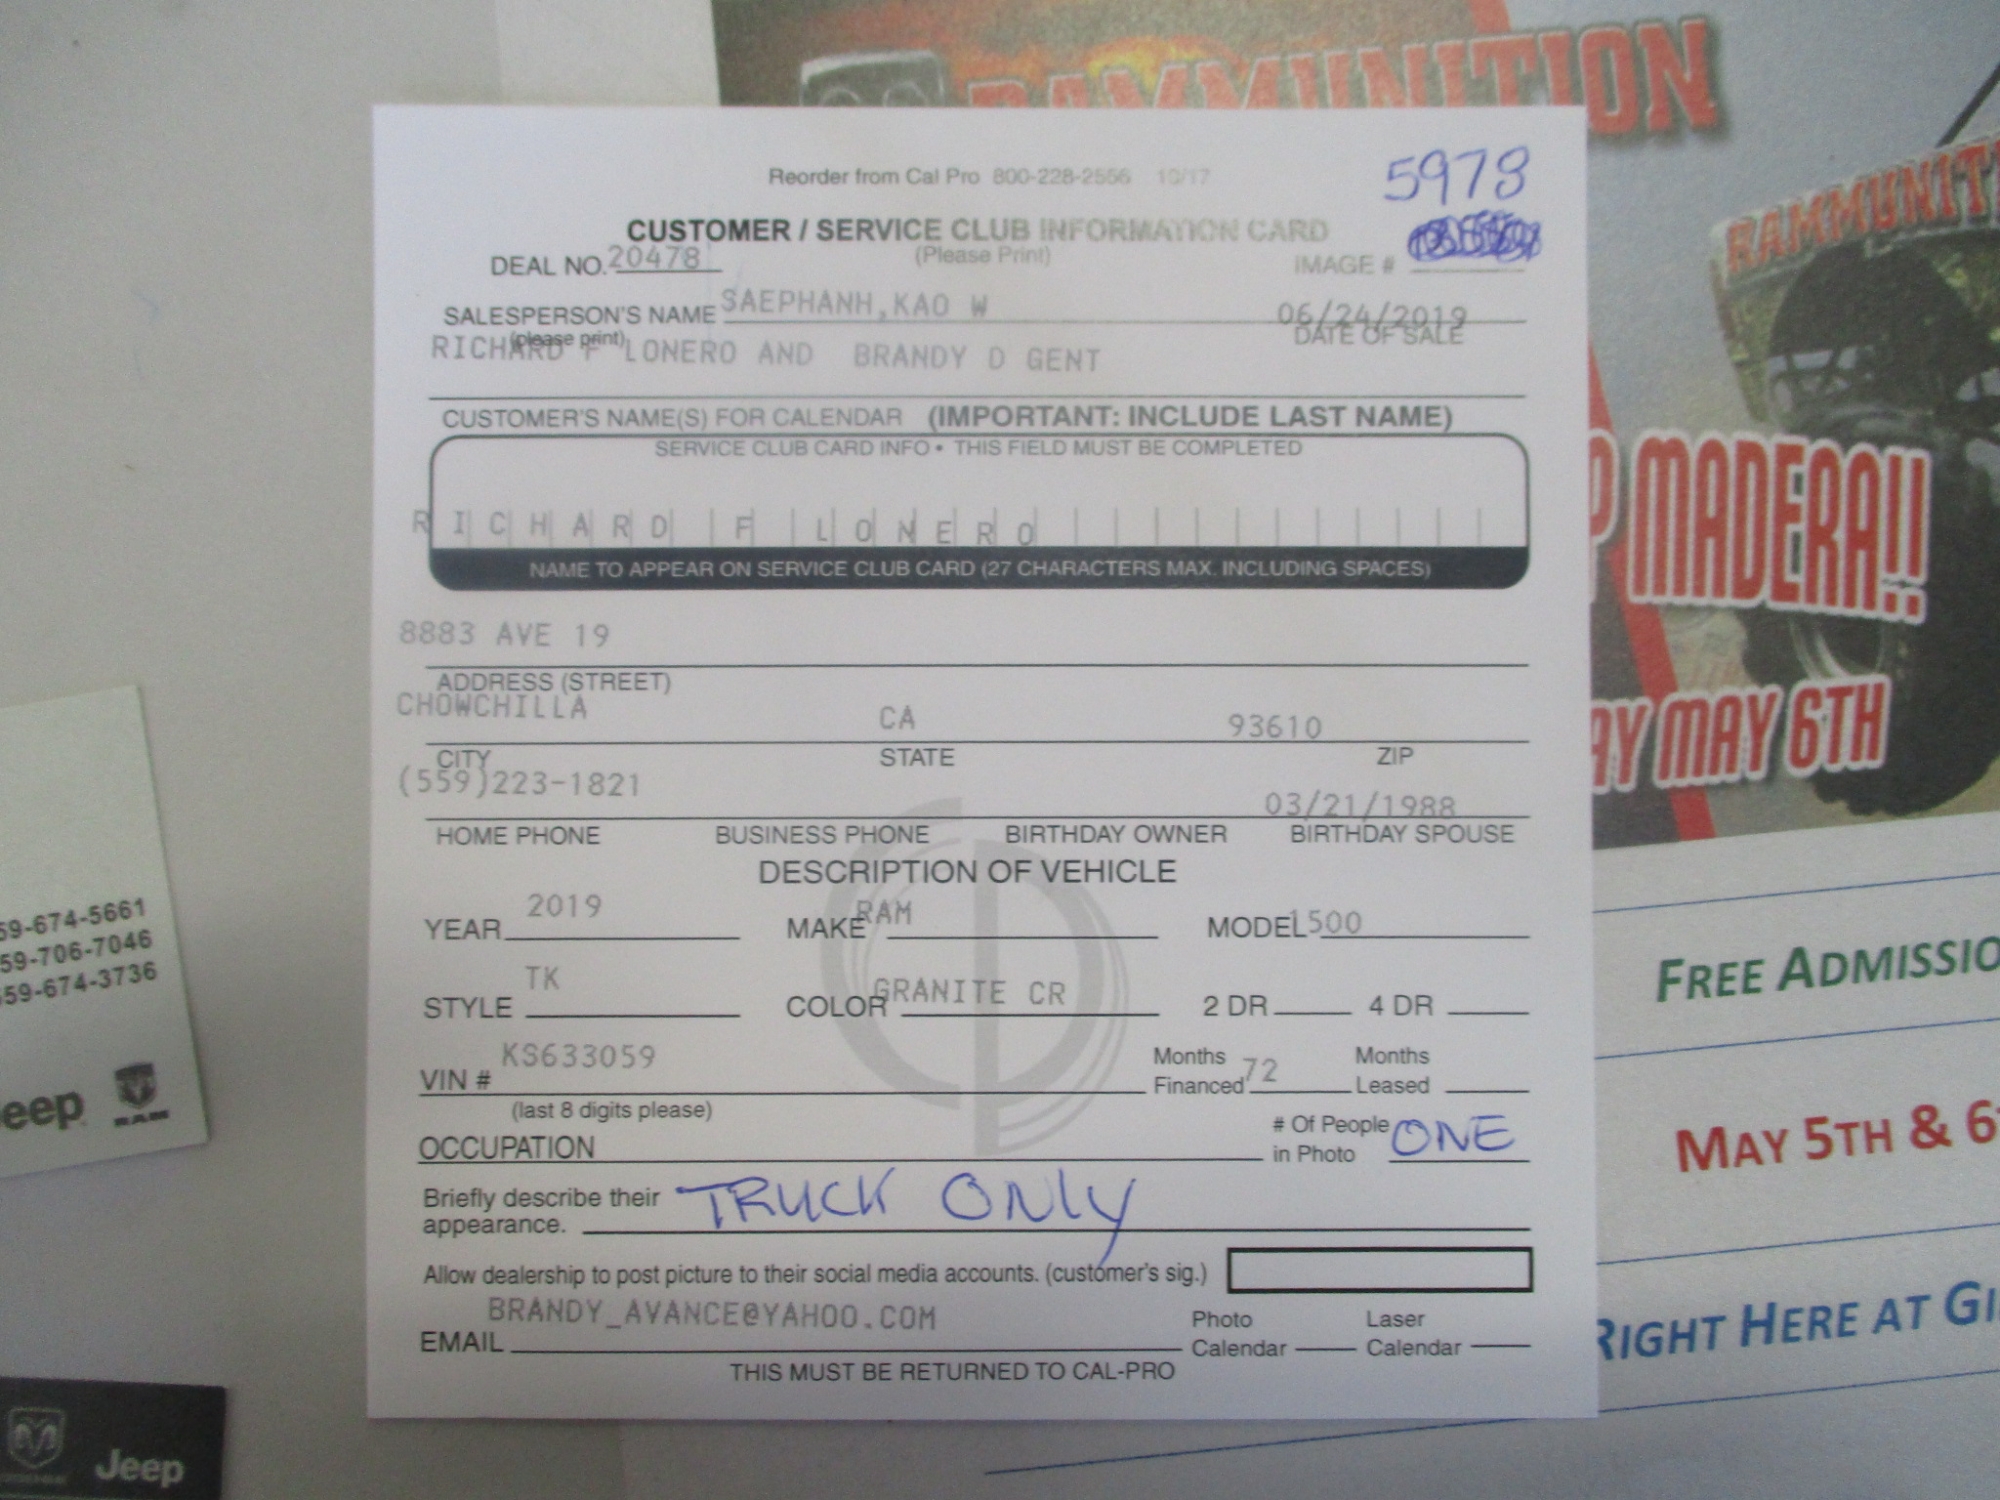 RAMMUNITION
RAMMUNIT
P MADERA!!
AY MAY 6TH
FREE ADMISSIO
MAY 5TH & 6
RIGHT HERE AT GI
Reorder from Cal Pro 800-228-2556 10/17
5978
CUSTOMER / SERVICE CLUB INFORMATION CARD
(Please Print)
DEAL NO. 20478
IMAGE #
SALESPERSON'S NAME SAEPHANH,KAO W
06/24/2019
(please print)
DATE OF SALE
RICHARD F LONERO AND BRANDY D GENT
CUSTOMER'S NAME(S) FOR CALENDAR (IMPORTANT: INCLUDE LAST NAME)
SERVICE CLUB CARD INFO • THIS FIELD MUST BE COMPLETED
RICHARD F LONERO
NAME TO APPEAR ON SERVICE CLUB CARD (27 CHARACTERS MAX. INCLUDING SPACES)
8883 AVE 19
ADDRESS (STREET)
CHOWCHILLA CA 93610
CITY STATE ZIP
(559)223-1821 03/21/1988
HOME PHONE BUSINESS PHONE BIRTHDAY OWNER BIRTHDAY SPOUSE
DESCRIPTION OF VEHICLE
YEAR 2019 MAKE RAM MODEL 1500
STYLE TK COLOR GRANITE CR 2 DR 4 DR
VIN # KS633059 Months Financed 72 Months Leased
(last 8 digits please)
OCCUPATION # Of People in Photo ONE
Briefly describe their appearance. TRUCK ONLY
Allow dealership to post picture to their social media accounts. (customer's sig.)
EMAIL BRANDY_AVANCE@YAHOO.COM Photo Calendar Laser Calendar
THIS MUST BE RETURNED TO CAL-PRO
59-674-5661
59-706-7046
559-674-3736
eep RAM
Jeep